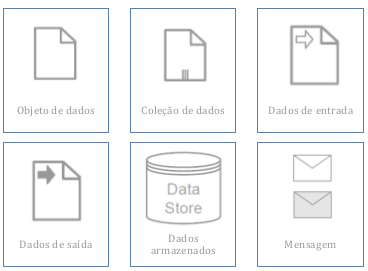 Objeto de dados
Coleção de dados
Dados de entrada
Dados de saída
Data
Store
Dados
armazenados
Mensagem